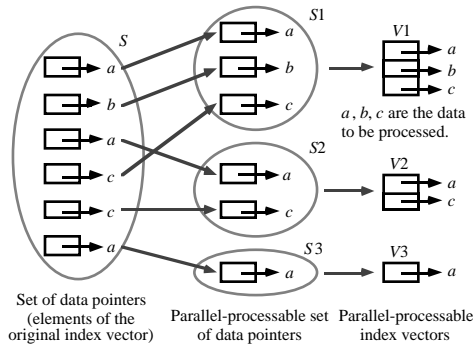 S
a
b
a
c
c
a
Set of data pointers
(elements of the
original index vector)
S1
a
b
c
S2
a
c
S3
a
Parallel-processable set
of data pointers
V1
a
b
c
a, b, c are the data
to be processed.
V2
a
c
V3
a
Parallel-processable
index vectors